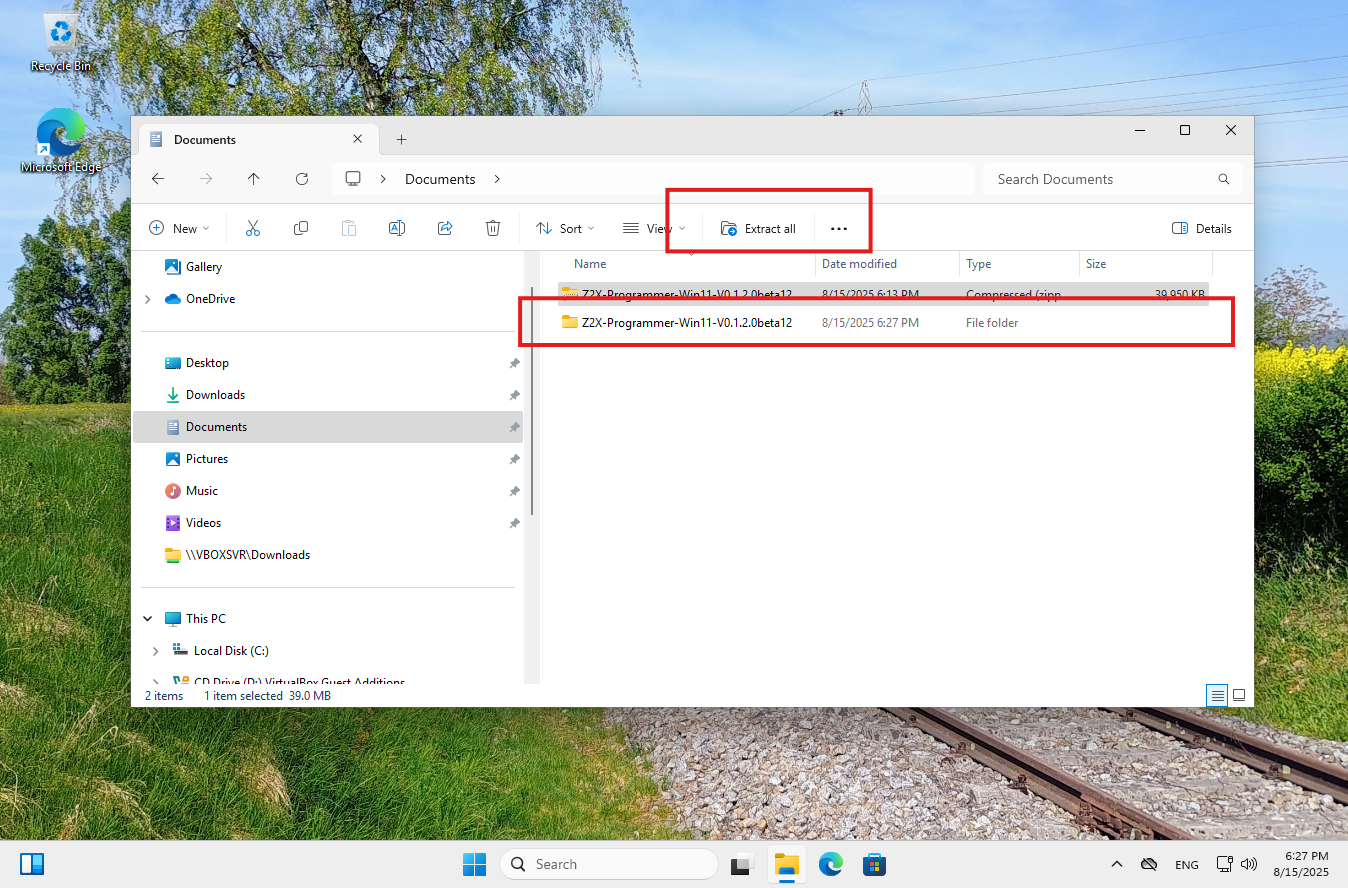 Recycle Bin
Microsoft Edge
Documents
Documents
Search Documents
New
Sort
View
Extract all
Details
Gallery
OneDrive
Desktop
Downloads
Documents
Pictures
Music
Videos
\\VBOXSVR\Downloads
This PC
Local Disk (C:)
CD Drive (D:) VirtualBox Guest Additions
Name Date modified Type Size
Z2X-Programmer-Win11-V0.1.2.0beta12 8/15/2025 6:13 PM Compressed (zipp... 39,950 KB
Z2X-Programmer-Win11-V0.1.2.0beta12 8/15/2025 6:27 PM File folder
2 items 1 item selected 39.0 MB
Search
ENG
6:27 PM
8/15/2025